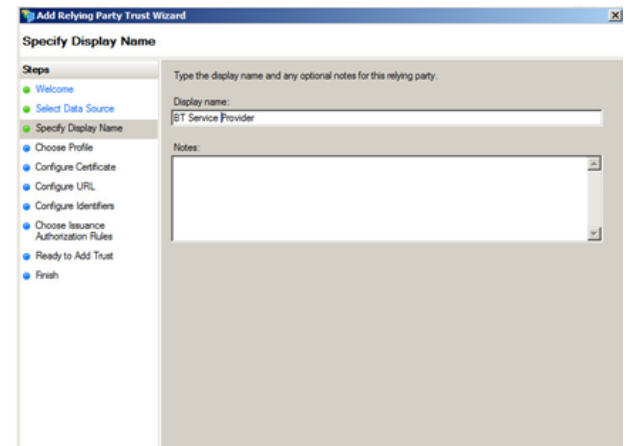 Add Relying Party Trust Wizard
Specify Display Name
Steps
Welcome
Select Data Source
Specify Display Name
Choose Profile
Configure Certificate
Configure URL
Configure Identifiers
Choose Issuance
Authorization Rules
Ready to Add Trust
Finish
Type the display name and any optional notes for this relying party.
Display name:
BT Service Provider
Notes: